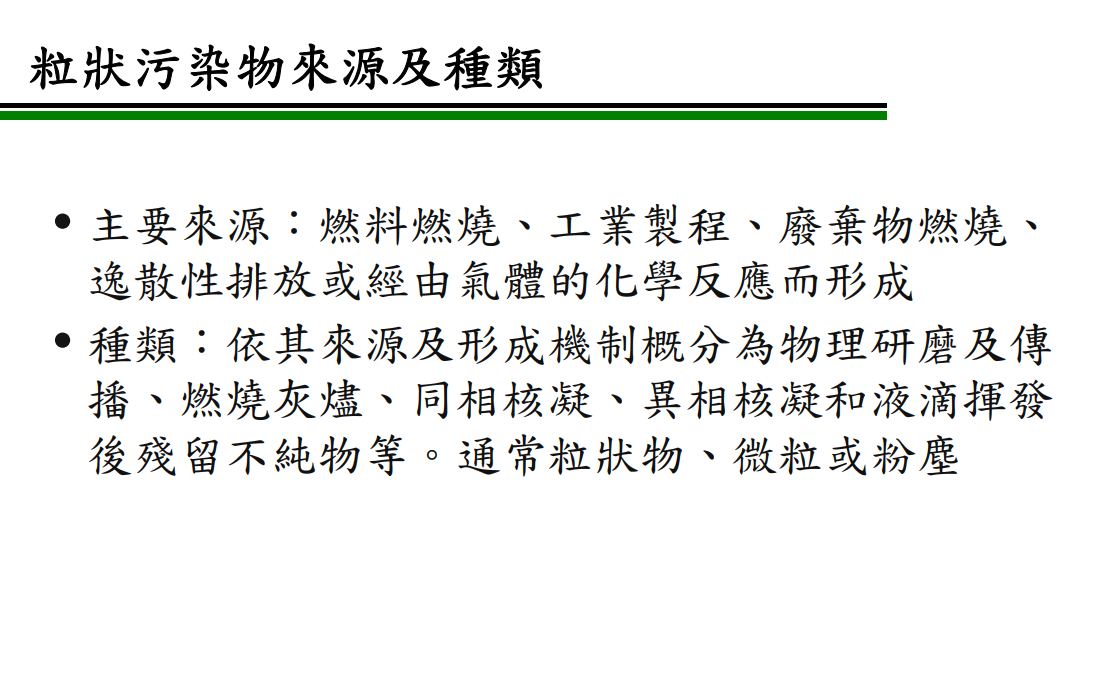 粒狀污染物來源及種類
• 主要來源：燃料燃燒、工業製程、廢棄物燃燒、
逸散性排放或經由氣體的化學反應而形成
• 種類：依其來源及形成機制概分為物理研磨及傳
播、燃燒灰燼、同相核凝、異相核凝和液滴揮發
後殘留不純物等。通常粒狀物、微粒或粉塵